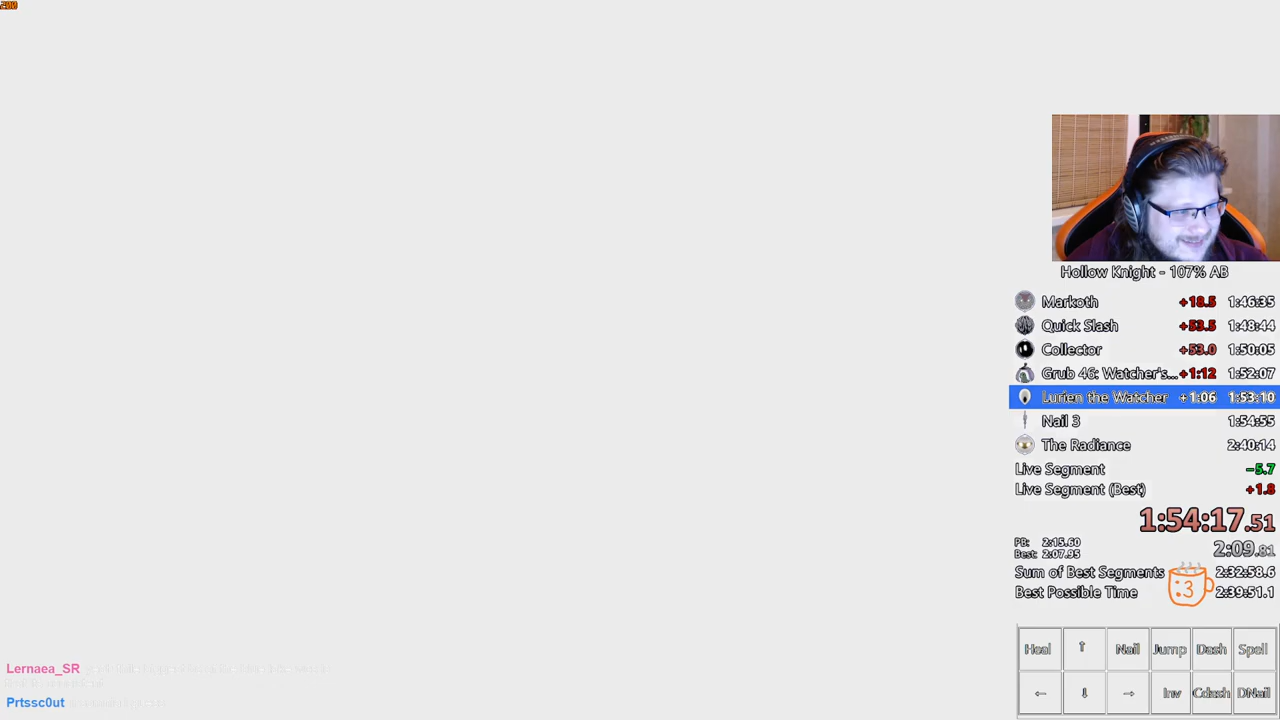 200
Hollow Knight - 107% AB
Markoth +18.5 1:46:35
Quick Slash +53.5 1:48:44
Collector +53.0 1:50:05
Grub 46: Watcher's... +1:12 1:52:07
Lurien the Watcher +1:06 1:53:10
Nail 3 1:54:55
The Radiance 2:40:14
Live Segment -5.7
Live Segment (Best) +1.8
1:54:17.51
PB: 2:15.60
Best: 2:07.95
2:09.81
Sum of Best Segments 2:32:58.6
Best Possible Time 2:39:51.1
:3
Heal ↑ Nail Jump Dash Spell
← ↓ → Inv Cdash DNail
Lernaea_SR
Prtssc0ut